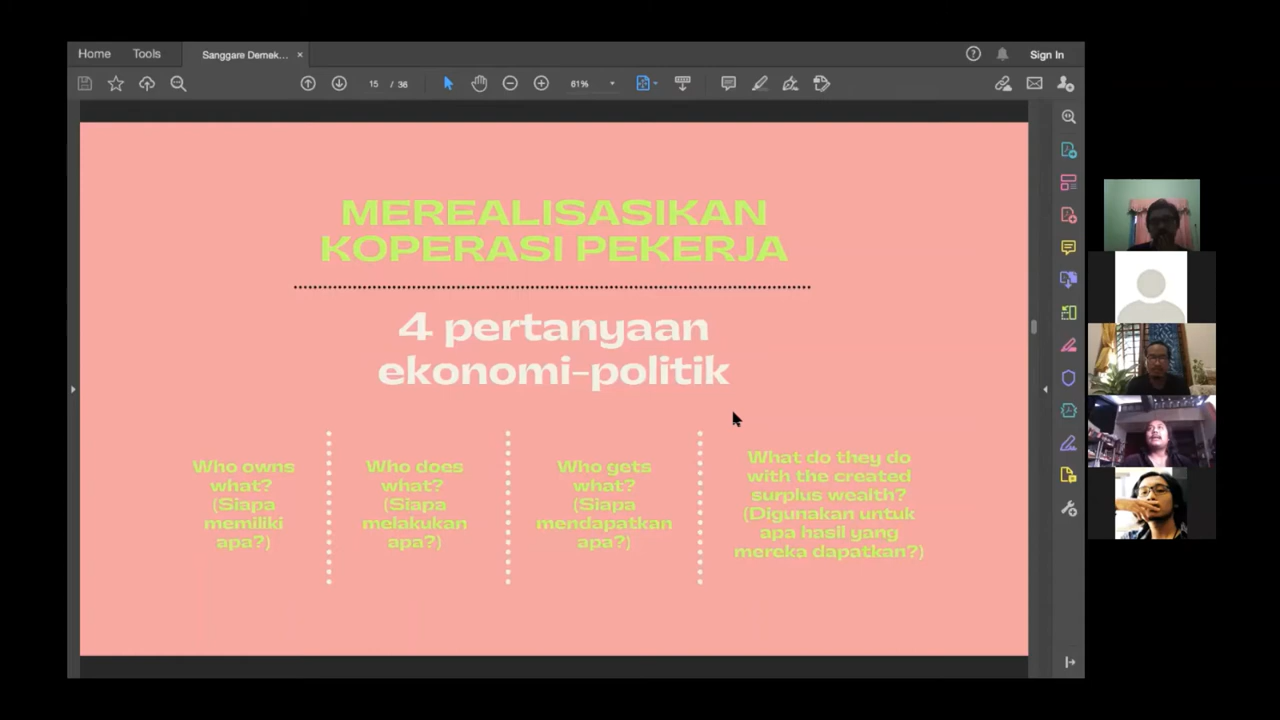 Home
Tools
Sanggare Demek...
×
Sign In
15 / 36
61%
MEREALISASIKAN
KOPERASI PEKERJA
4 pertanyaan
ekonomi-politik
Who owns
what?
(Siapa
memiliki
apa?)
Who does
what?
(Siapa
melakukan
apa?)
Who gets
what?
(Siapa
mendapatkan
apa?)
What do they do
with the created
surplus wealth?
(Digunakan untuk
apa hasil yang
mereka dapatkan?)